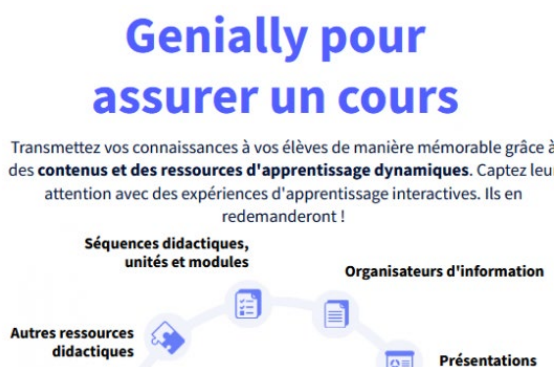 Genially pour
assurer un cours
Transmettez vos connaissances à vos élèves de manière mémorable grâce à
des contenus et des ressources d'apprentissage dynamiques. Captez leur
attention avec des expériences d'apprentissage interactives. Ils en
redemanderont !
Séquences didactiques,
unités et modules
Organisateurs d'information
Autres ressources
didactiques
Présentations